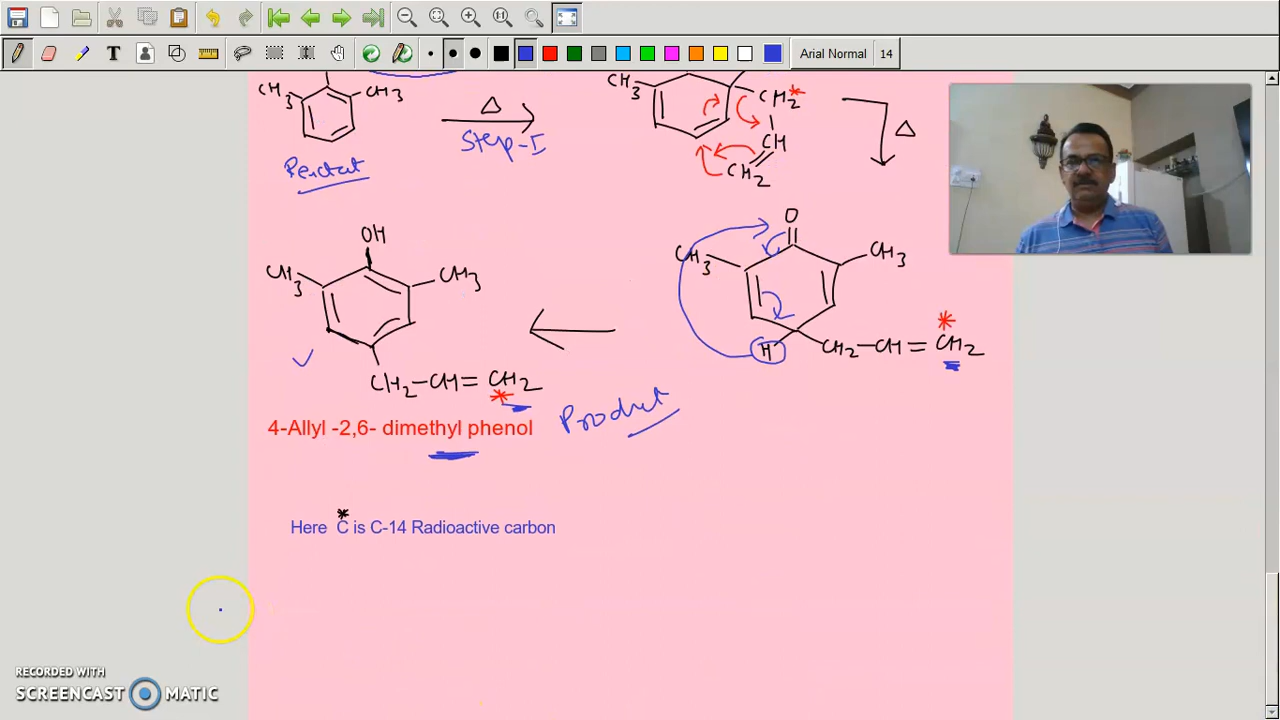 T
Arial Normal
14
CH3
CH3
Δ
Step-I
CH3
CH2*
CH
CH2
Δ
OH
CH3
CH3
CH2-CH=CH2
*
4-Allyl -2,6- dimethyl phenol
Product
O
CH3
CH3
H
CH2-CH=CH2
*
*
Here C is C-14 Radioactive carbon
RECORDED WITH
SCREENCAST MATIC